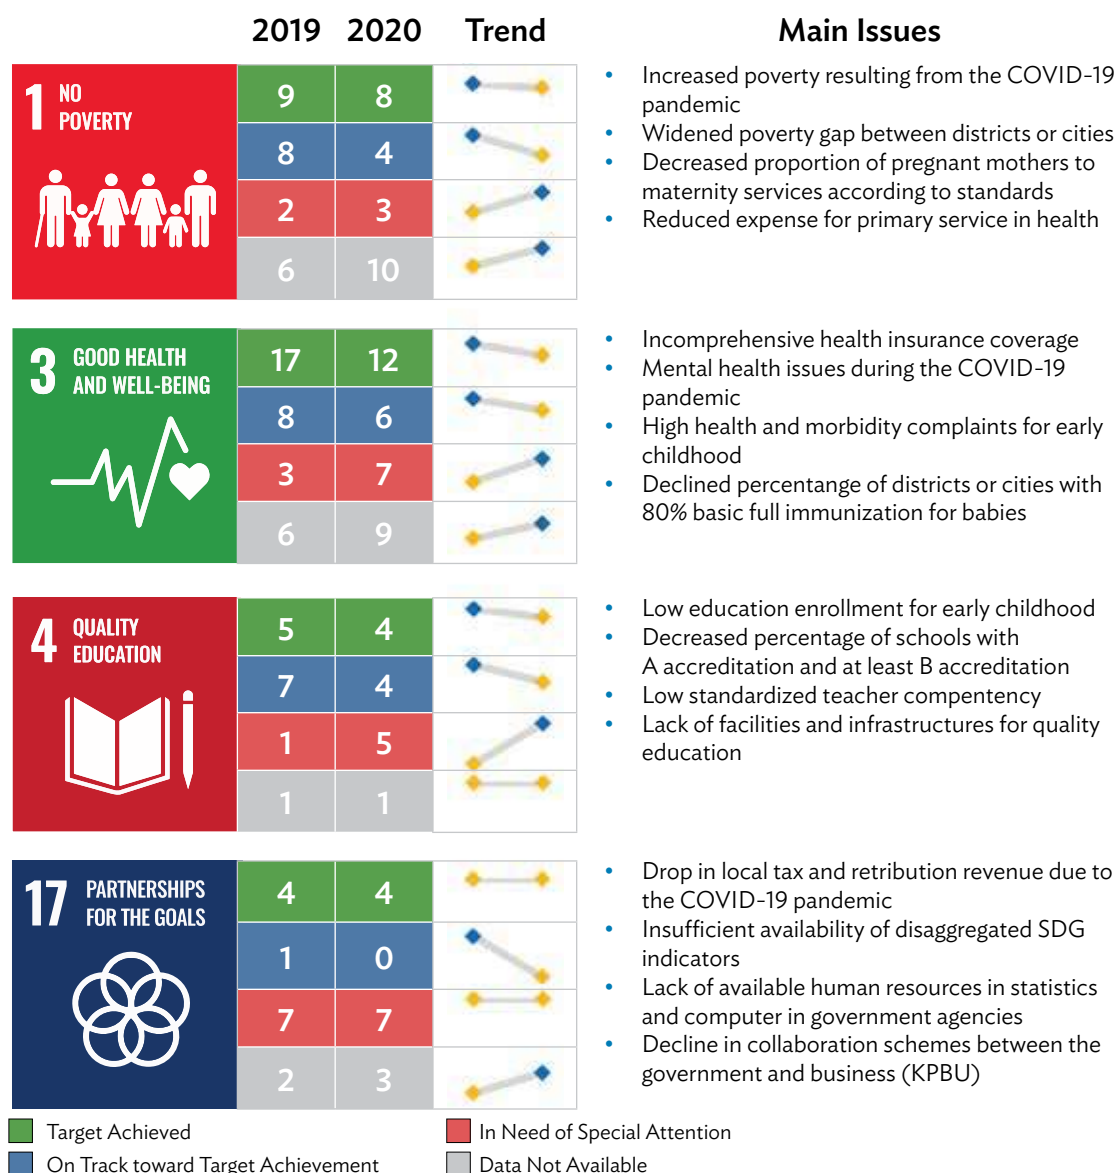 2019 2020 Trend Main Issues
1 NO
POVERTY
9 8
8 4
2 3
6 10
• Increased poverty resulting from the COVID-19
pandemic
• Widened poverty gap between districts or cities
• Decreased proportion of pregnant mothers to
maternity services according to standards
• Reduced expense for primary service in health
3 GOOD HEALTH
AND WELL-BEING
17 12
8 6
3 7
6 9
• Incomprehensive health insurance coverage
• Mental health issues during the COVID-19
pandemic
• High health and morbidity complaints for early
childhood
• Declined percentange of districts or cities with
80% basic full immunization for babies
4 QUALITY
EDUCATION
5 4
7 4
1 5
1 1
• Low education enrollment for early childhood
• Decreased percentage of schools with
A accreditation and at least B accreditation
• Low standardized teacher compentency
• Lack of facilities and infrastructures for quality
education
17 PARTNERSHIPS
FOR THE GOALS
4 4
1 0
7 7
2 3
• Drop in local tax and retribution revenue due to
the COVID-19 pandemic
• Insufficient availability of disaggregated SDG
indicators
• Lack of available human resources in statistics
and computer in government agencies
• Decline in collaboration schemes between the
government and business (KPBU)
Target Achieved In Need of Special Attention
On Track toward Target Achievement Data Not Available